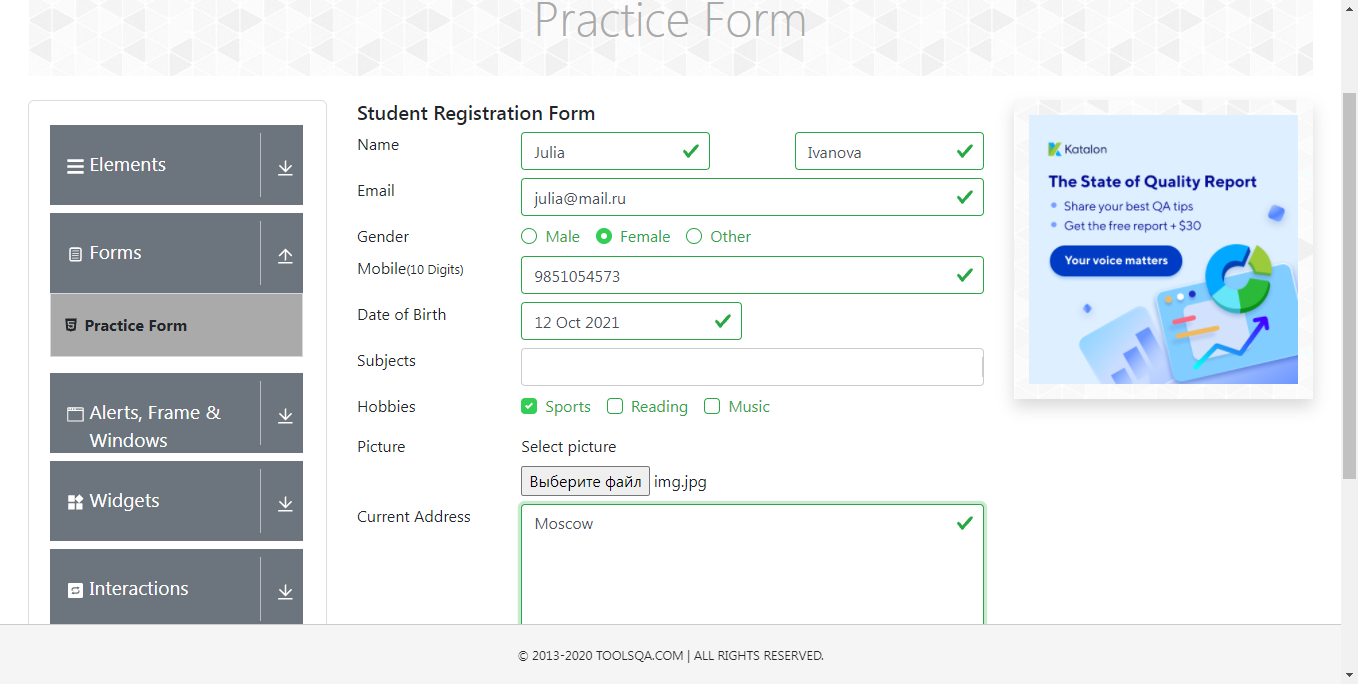 Practice Form
Elements
Forms
Practice Form
Alerts, Frame &
Windows
Widgets
Interactions
Student Registration Form
Name
Julia
Ivanova
Email
julia@mail.ru
Gender
Male
Female
Other
Mobile(10 Digits)
9851054573
Date of Birth
12 Oct 2021
Subjects
Hobbies
Sports
Reading
Music
Picture
Select picture
Выберите файл img.jpg
Current Address
Moscow
Katalon
The State of Quality Report
• Share your best QA tips
• Get the free report + $30
Your voice matters
© 2013-2020 TOOLSQA.COM | ALL RIGHTS RESERVED.